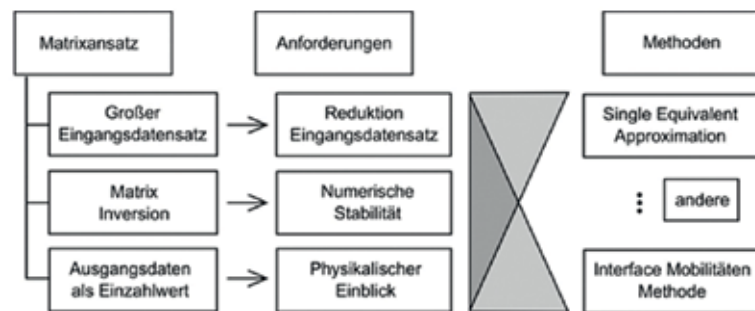 Matrixansatz
Anforderungen
Methoden
Großer
Eingangsdatensatz
Reduktion
Eingangsdatensatz
Single Equivalent
Approximation
Matrix
Inversion
Numerische
Stabilität
andere
Ausgangsdaten
als Einzahlwert
Physikalischer
Einblick
Interface Mobilitäten
Methode